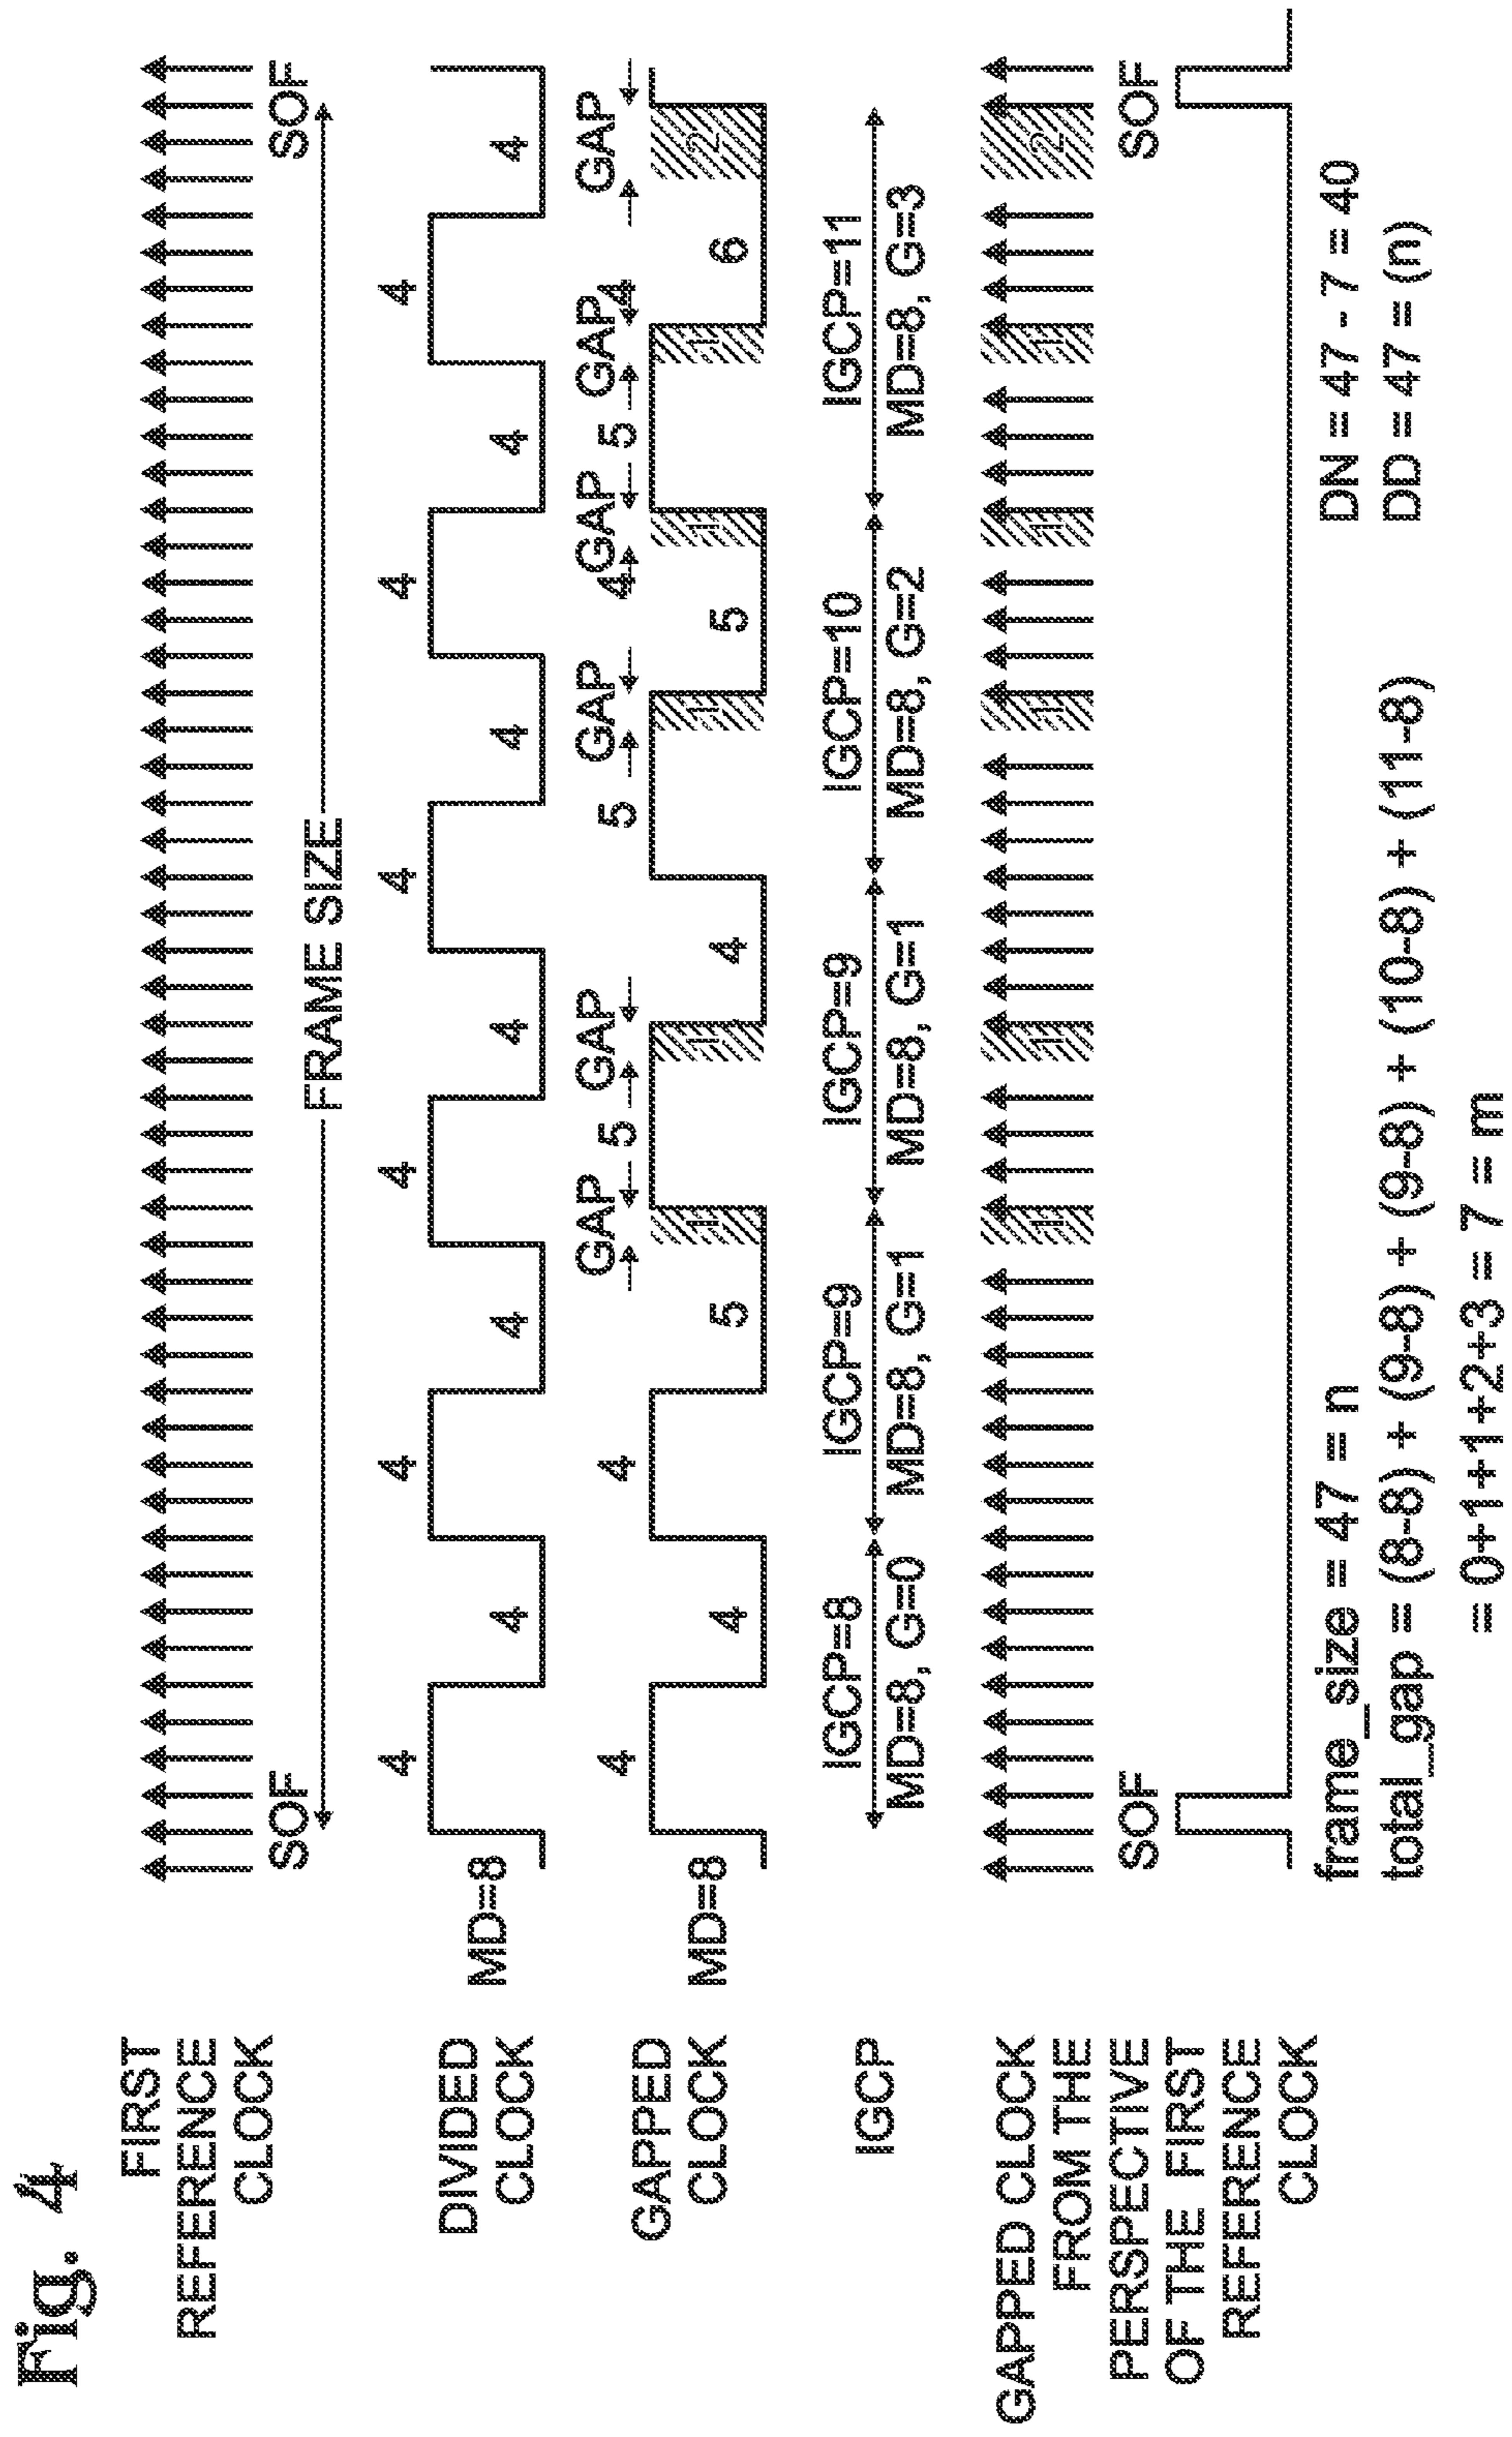 Fig. 4
FIRST
REFERENCE
CLOCK
SOF
FRAME SIZE
SOF
DIVIDED
CLOCK
MD=8
4 4 4 4 4 4 4 4 4 4 4 4
GAPPED
CLOCK
MD=8
GAP GAP GAP GAP GAP GAP
4 4 5 5 4 5 4
4 5 1 1 4 1 5 1 1 6 2
IGCP
IGCP=8 IGCP=9 IGCP=9 IGCP=10 IGCP=11
MD=8, G=0 MD=8, G=1 MD=8, G=1 MD=8, G=2 MD=8, G=3
GAPPED CLOCK
FROM THE
PERSPECTIVE
OF THE FIRST
REFERENCE
CLOCK
1 1 1 1 1 2
SOF
SOF
frame_size = 47 = n
DN = 47 - 7 = 40
total_gap = (8-8) + (9-8) + (9-8) + (10-8) + (11-8)
DD = 47 = (n)
= 0+1+1+2+3 = 7 = m